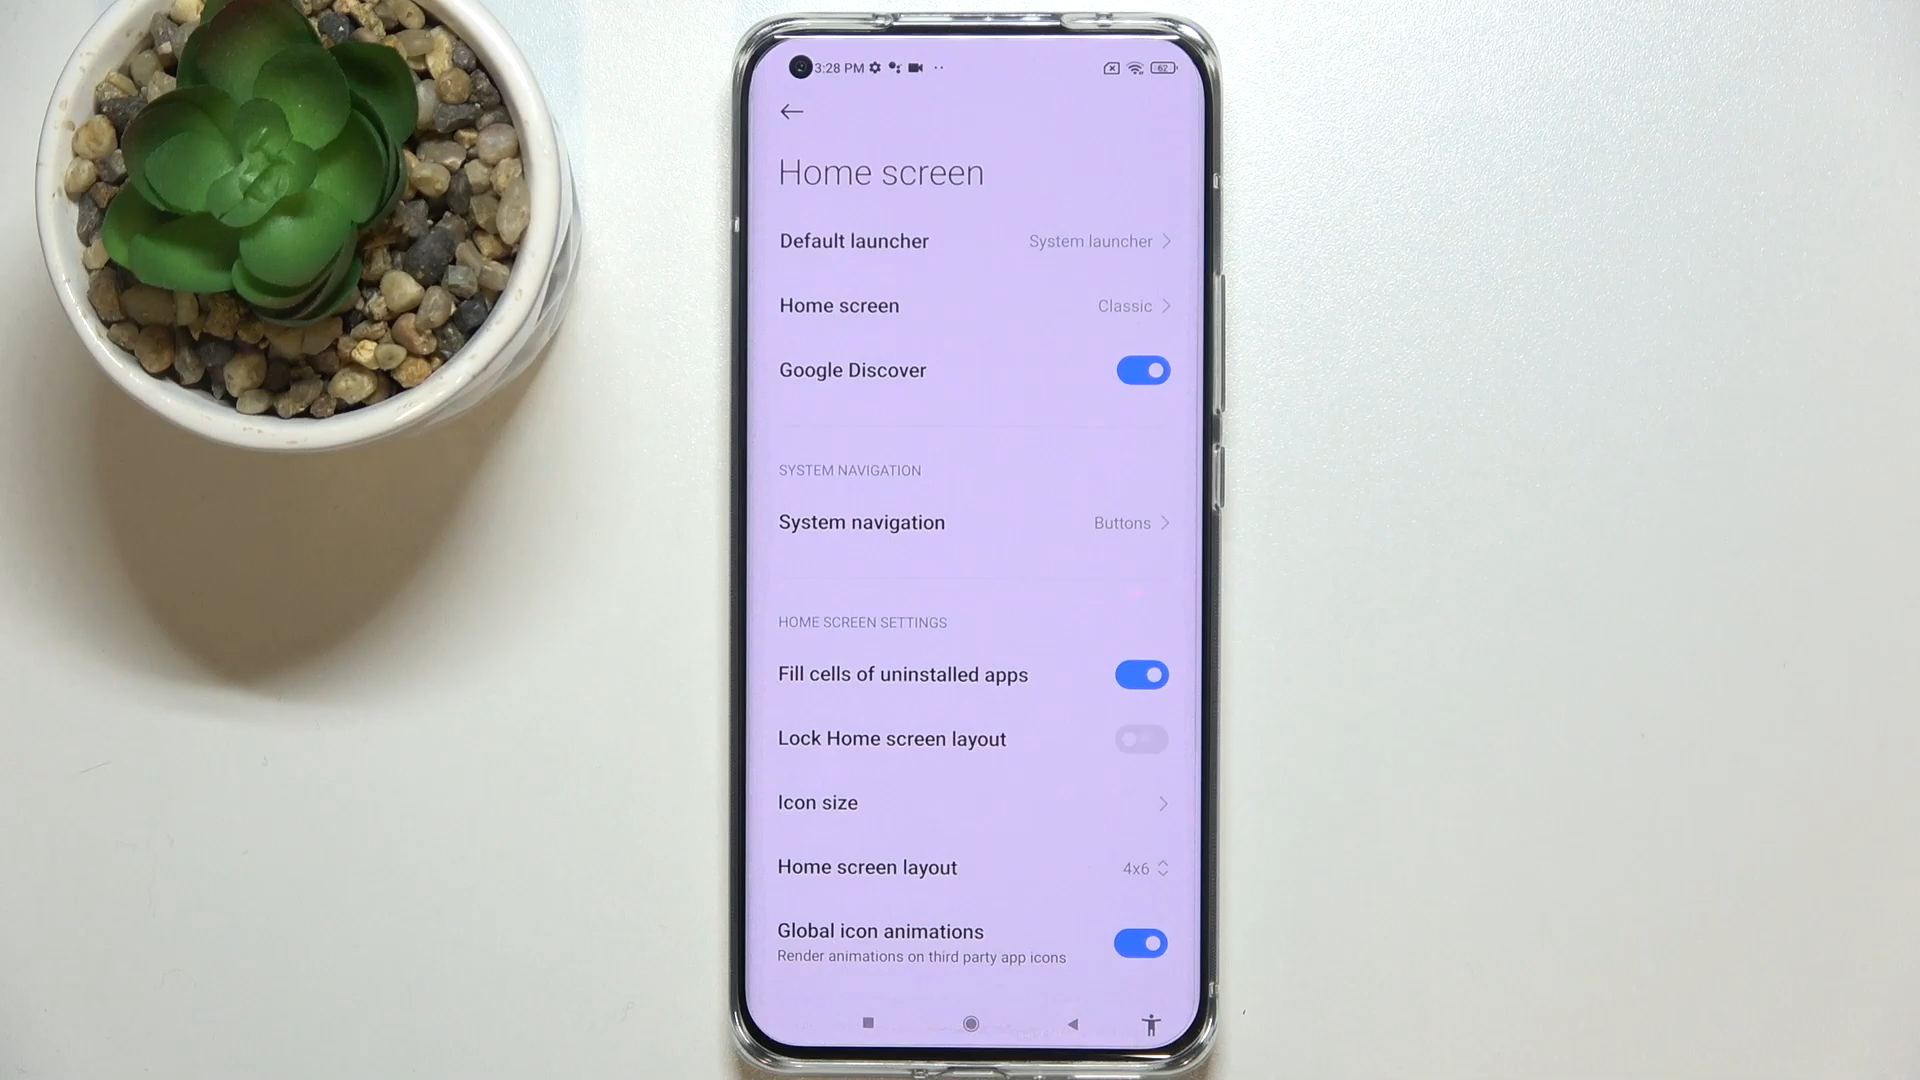 3:28 PM 62
Home screen
Default launcher System launcher
Home screen Classic
Google Discover
SYSTEM NAVIGATION
System navigation Buttons
HOME SCREEN SETTINGS
Fill cells of uninstalled apps
Lock Home screen layout
Icon size
Home screen layout 4x6
Global icon animations
Render animations on third party app icons